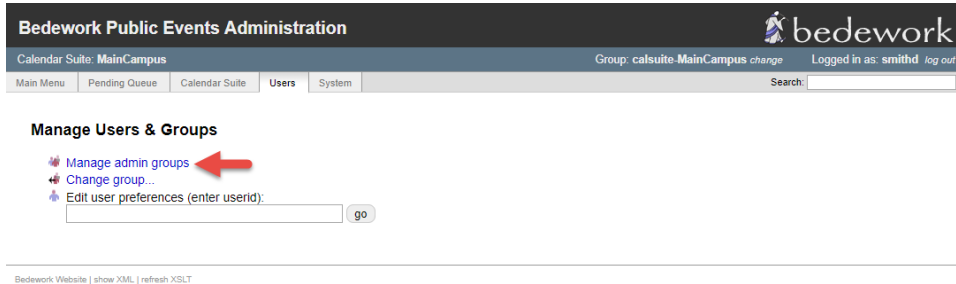 Bedework Public Events Administration
bedework
Calendar Suite: MainCampus
Group: calsuite-MainCampus change
Logged in as: smithd log out
Main Menu
Pending Queue
Calendar Suite
Users
System
Search:
Manage Users & Groups
Manage admin groups
Change group...
Edit user preferences (enter userid):
go
Bedework Website | show XML | refresh XSLT